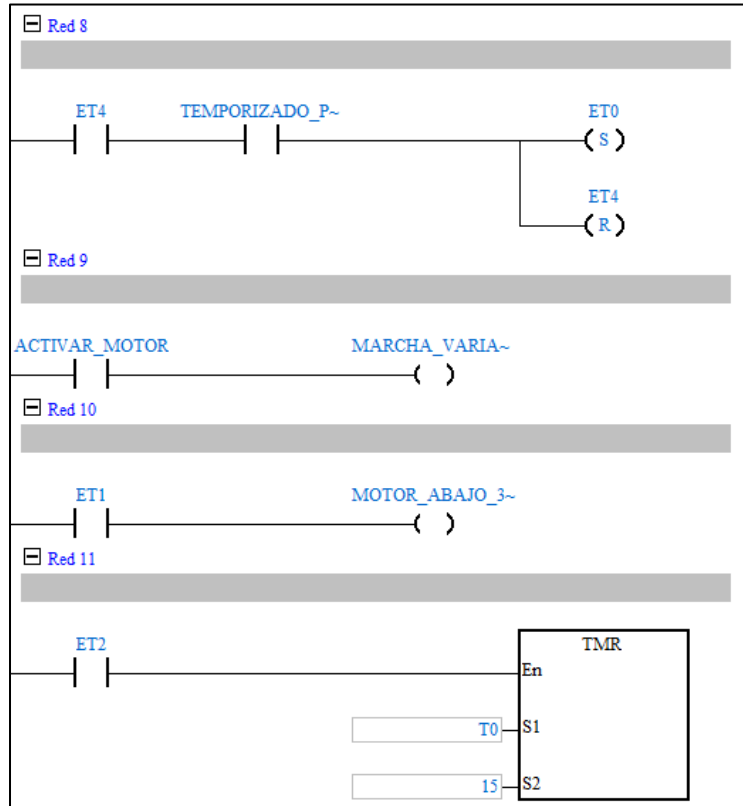 Red 8
ET4 TEMPORIZADO_P~ ET0
S
ET4
R
Red 9
ACTIVAR_MOTOR MARCHA_VARIA~
Red 10
ET1 MOTOR_ABAJO_3~
Red 11
ET2 TMR
En
T0 S1
15 S2